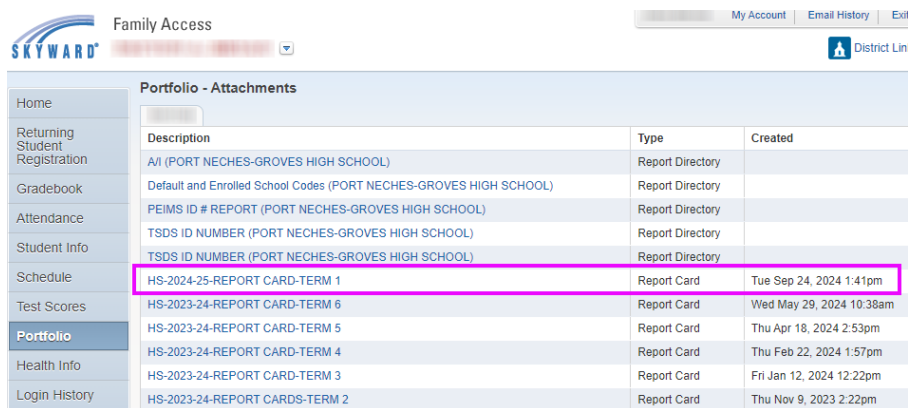 Family Access
My Account Email History Exit
SKYWARD®
District Lin
Portfolio - Attachments
Home
Returning
Student
Registration
Gradebook
Attendance
Student Info
Schedule
Test Scores
Portfolio
Health Info
Login History
Description Type Created
A/I (PORT NECHES-GROVES HIGH SCHOOL) Report Directory
Default and Enrolled School Codes (PORT NECHES-GROVES HIGH SCHOOL) Report Directory
PEIMS ID # REPORT (PORT NECHES-GROVES HIGH SCHOOL) Report Directory
TSDS ID NUMBER (PORT NECHES-GROVES HIGH SCHOOL) Report Directory
TSDS ID NUMBER (PORT NECHES-GROVES HIGH SCHOOL) Report Directory
HS-2024-25-REPORT CARD-TERM 1 Report Card Tue Sep 24, 2024 1:41pm
HS-2023-24-REPORT CARD-TERM 6 Report Card Wed May 29, 2024 10:38am
HS-2023-24-REPORT CARD-TERM 5 Report Card Thu Apr 18, 2024 2:53pm
HS-2023-24-REPORT CARD-TERM 4 Report Card Thu Feb 22, 2024 1:57pm
HS-2023-24-REPORT CARD-TERM 3 Report Card Fri Jan 12, 2024 12:22pm
HS-2023-24-REPORT CARDS-TERM 2 Report Card Thu Nov 9, 2023 2:22pm